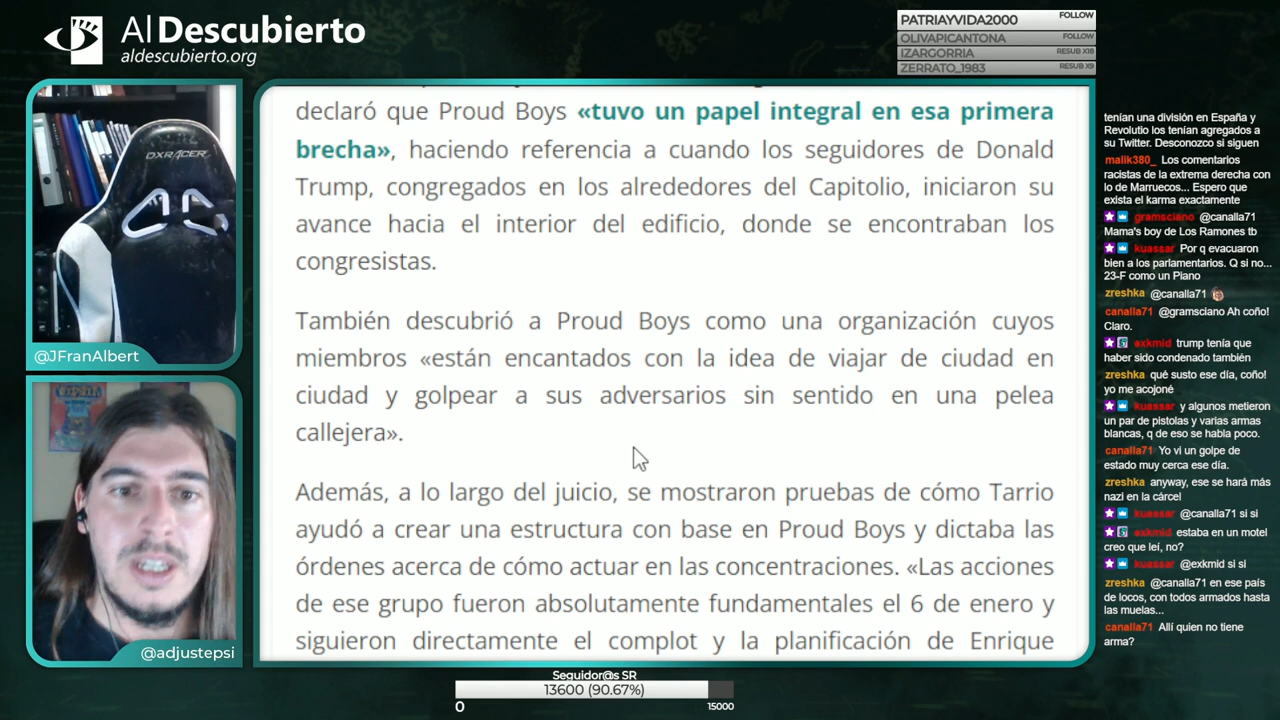 Al Descubierto
aldescubierto.org
PATRIAYVIDA2000 FOLLOW
OLIVAPICANTONA FOLLOW
IZARGORRIA RESUB X18
ZERRATO_1983 RESUB X9
DXRACER
@JFranAlbert
@adjustepsi
declaró que Proud Boys «tuvo un papel integral en esa primera
brecha», haciendo referencia a cuando los seguidores de Donald
Trump, congregados en los alrededores del Capitolio, iniciaron su
avance hacia el interior del edificio, donde se encontraban los
congresistas.
También descubrió a Proud Boys como una organización cuyos
miembros «están encantados con la idea de viajar de ciudad en
ciudad y golpear a sus adversarios sin sentido en una pelea
callejera».
Además, a lo largo del juicio, se mostraron pruebas de cómo Tarrio
ayudó a crear una estructura con base en Proud Boys y dictaba las
órdenes acerca de cómo actuar en las concentraciones. «Las acciones
de ese grupo fueron absolutamente fundamentales el 6 de enero y
siguieron directamente el complot y la planificación de Enrique
tenían una división en España y
Revolutio los tenían agregados a
su Twitter. Desconozco si siguen
malik380_ Los comentarios
racistas de la extrema derecha con
lo de Marruecos... Espero que
exista el karma exactamente
gramsciano @canalla71
Mama's boy de Los Ramones tb
kuassar Por q evacuaron
bien a los parlamentarios. Q si no...
23-F como un Piano
zreshka @canalla71
canalla71 @gramsciano Ah coño!
Claro.
exkmid trump tenía que
haber sido condenado también
zreshka qué susto ese día, coño!
yo me acojoné
kuassar y algunos metieron
un par de pistolas y varias armas
blancas, q de eso se habla poco.
canalla71 Yo vi un golpe de
estado muy cerca ese día.
zreshka anyway, ese se hará más
nazi en la cárcel
kuassar @canalla71 si si
exkmid estaba en un motel
creo que leí, no?
kuassar @exkmid si si
zreshka @canalla71 en ese país
de locos, con todos armados hasta
las muelas...
canalla71 Allí quien no tiene
arma?
Seguidor@s SR
13600 (90.67%)
0 15000